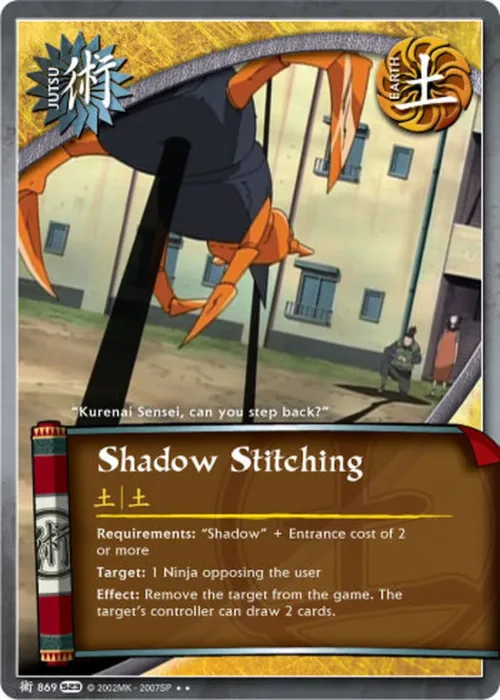 JUTSU 術
EARTH 土
"Kurenai Sensei, can you step back?"
Shadow Stitching
土|土
Requirements: "Shadow" + Entrance cost of 2
or more
Target: 1 Ninja opposing the user
Effect: Remove the target from the game. The
target's controller can draw 2 cards.
術
術 869 © 2002MK - 2007SP ★★